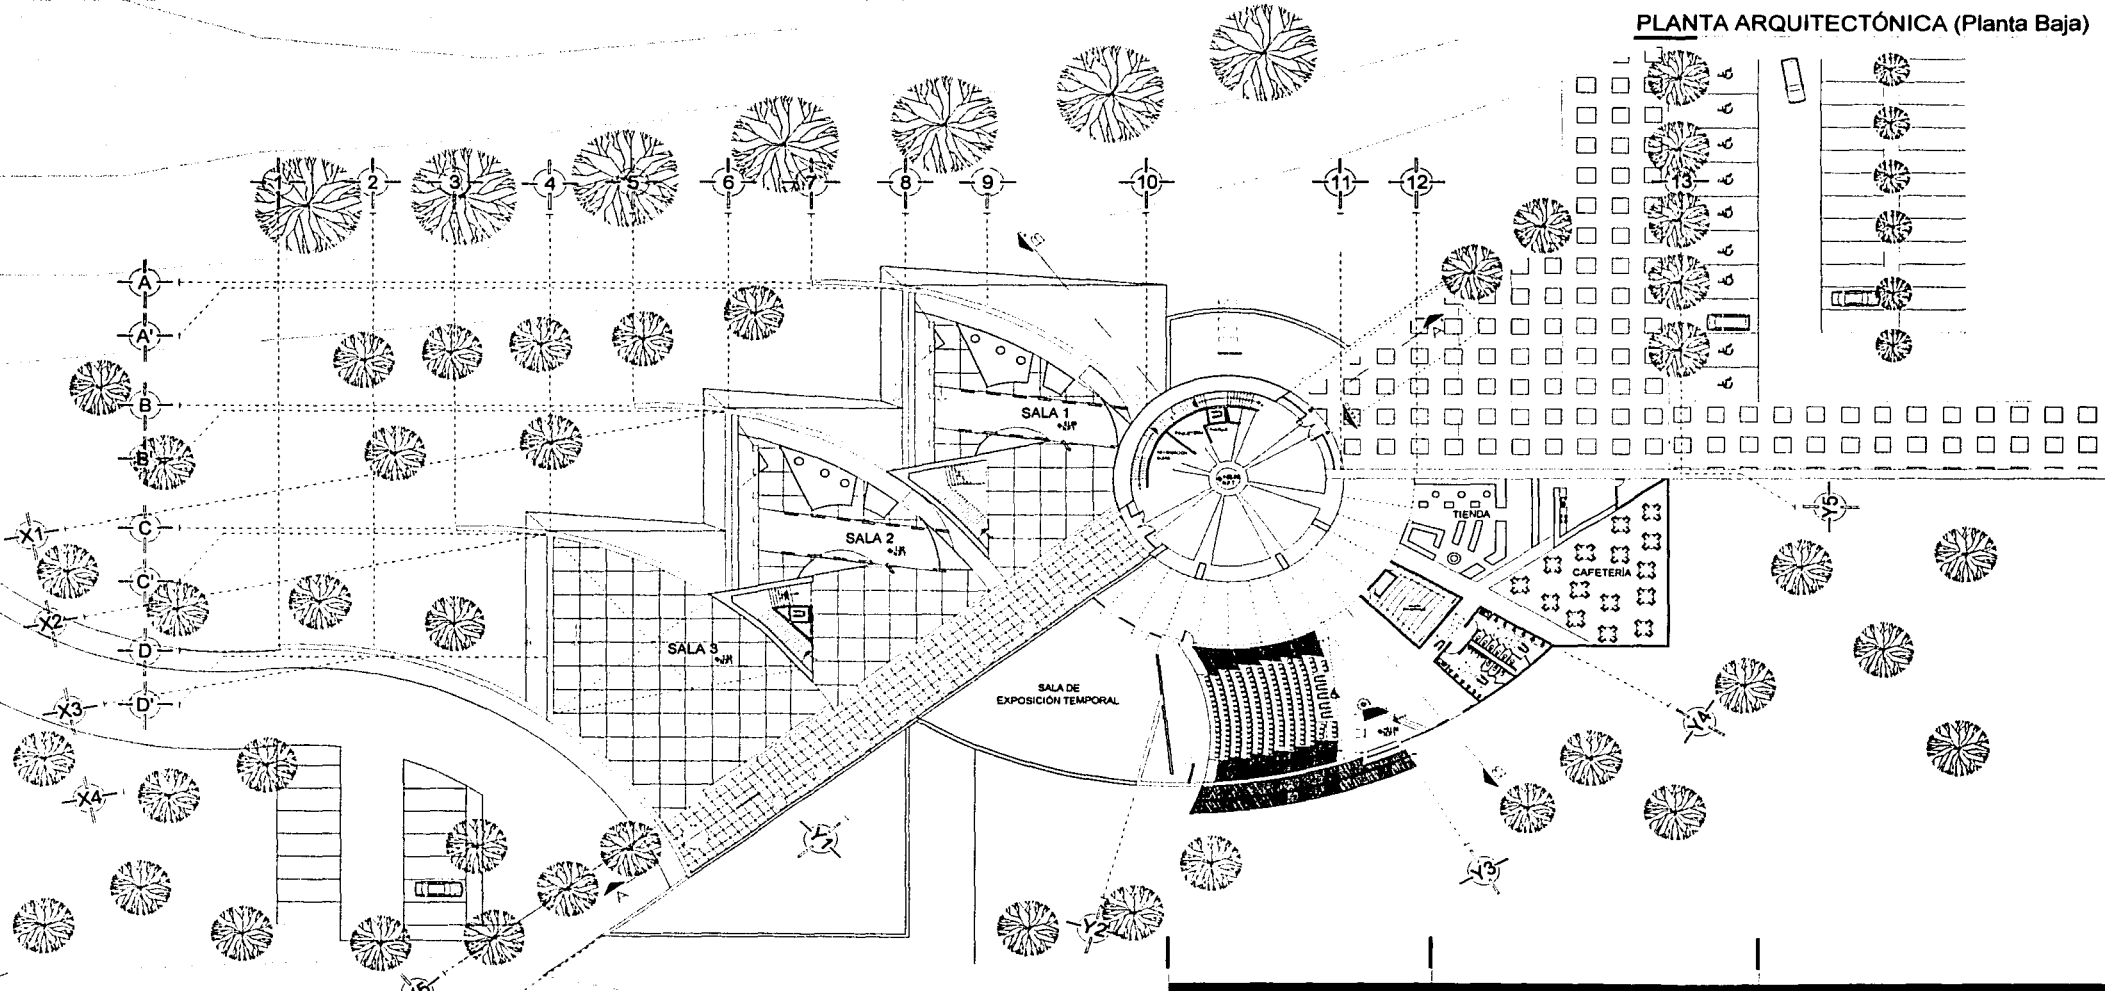 PLANTA ARQUITECTÓNICA (Planta Baja)
1
2
3
4
5
6
7
8
9
10
11
12
13
A
A'
B
B'
C
C'
D
D'
X1
X2
X3
X4
Y1
Y2
Y3
Y4
Y5
SALA 1
SALA 2
SALA 3
TIENDA
CAFETERÍA
SALA DE
EXPOSICIÓN TEMPORAL
A
A
B
B